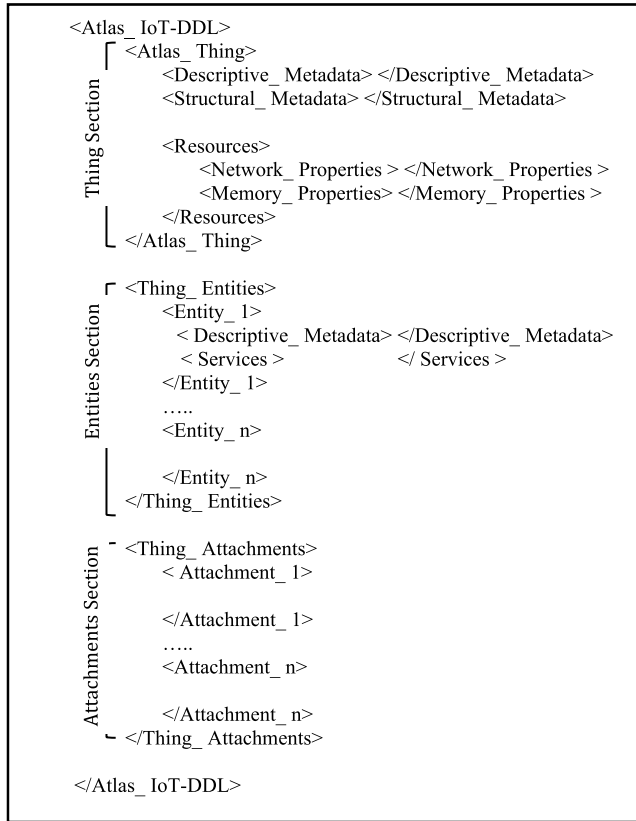 <Atlas_ IoT-DDL>
<Atlas_ Thing>
<Descriptive_ Metadata> </Descriptive_ Metadata>
<Structural_ Metadata> </Structural_ Metadata>
<Resources>
<Network_ Properties > </Network_ Properties >
<Memory_ Properties> </Memory_ Properties >
</Resources>
</Atlas_ Thing>
Thing Section
<Thing_ Entities>
<Entity_ 1>
< Descriptive_ Metadata> </Descriptive_ Metadata>
< Services > </ Services >
</Entity_ 1>
…..
<Entity_ n>
</Entity_ n>
</Thing_ Entities>
Entities Section
<Thing_ Attachments>
< Attachment_ 1>
</Attachment_ 1>
…..
<Attachment_ n>
</Attachment_ n>
</Thing_ Attachments>
Attachments Section
</Atlas_ IoT-DDL>